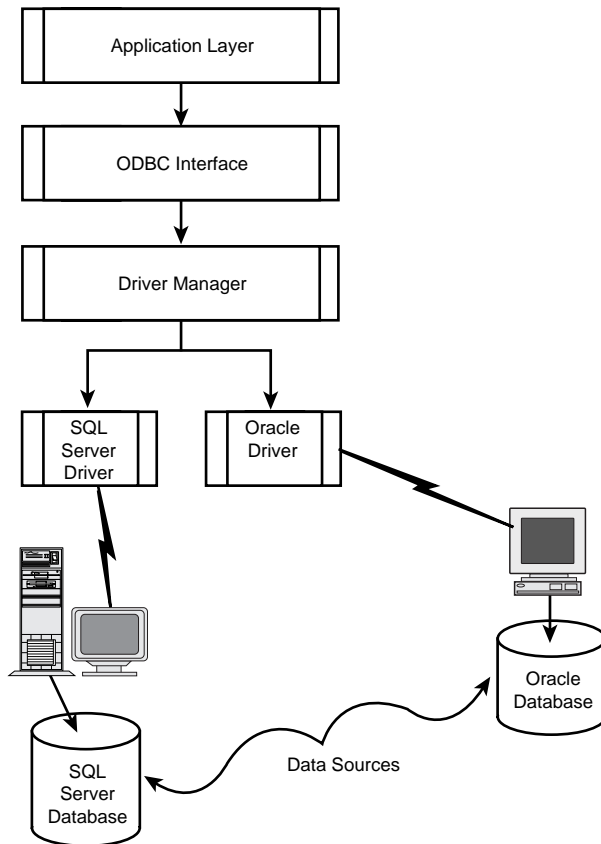 Application Layer
ODBC Interface
Driver Manager
SQL
Server
Driver
Oracle
Driver
Oracle
Database
Data Sources
SQL
Server
Database